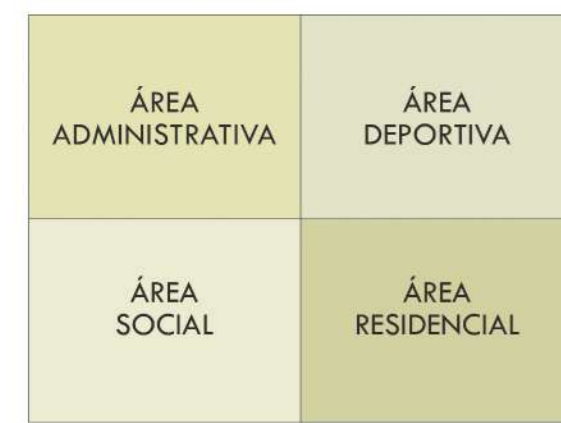 ÁREA
ADMINISTRATIVA
ÁREA
DEPORTIVA
ÁREA
SOCIAL
ÁREA
RESIDENCIAL